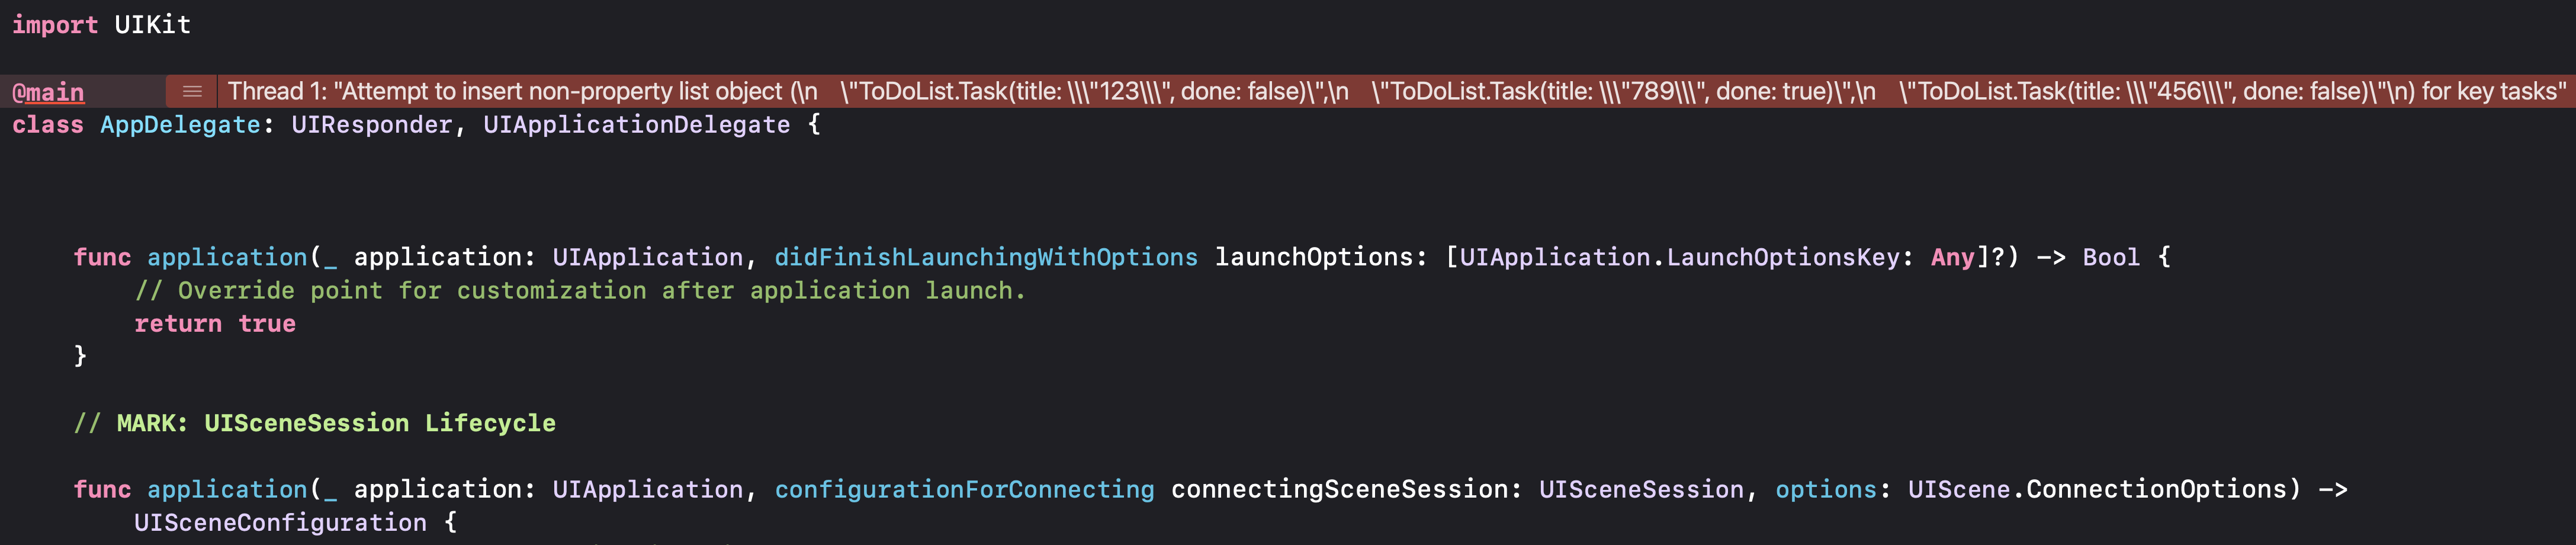 import UIKit
@main Thread 1: "Attempt to insert non-property list object (\n    \"ToDoList.Task(title: \\\"123\\\", done: false)\",\n    \"ToDoList.Task(title: \\\"789\\\", done: true)\",\n    \"ToDoList.Task(title: \\\"456\\\", done: false)\"\n) for key tasks"
class AppDelegate: UIResponder, UIApplicationDelegate {
func application(_ application: UIApplication, didFinishLaunchingWithOptions launchOptions: [UIApplication.LaunchOptionsKey: Any]?) -> Bool {
// Override point for customization after application launch.
return true
}
// MARK: UISceneSession Lifecycle
func application(_ application: UIApplication, configurationForConnecting connectingSceneSession: UISceneSession, options: UIScene.ConnectionOptions) ->
UISceneConfiguration {